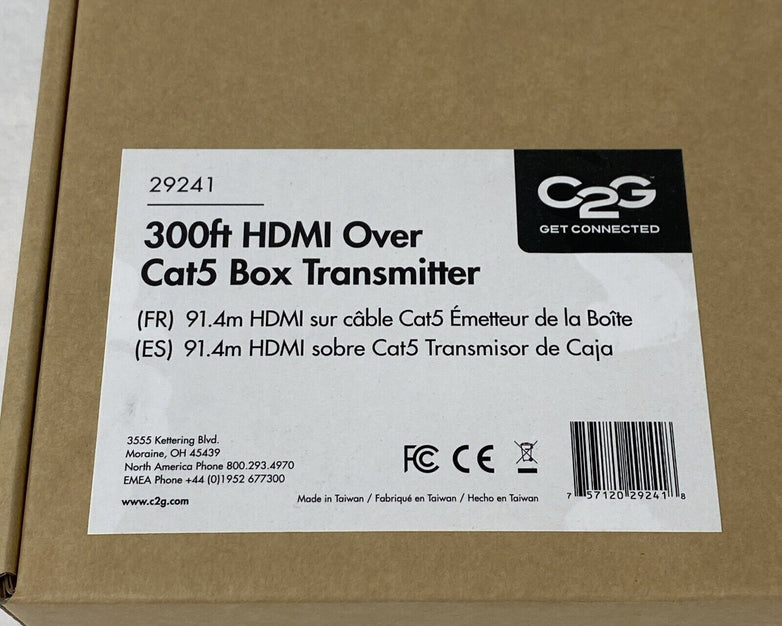 29241
C2G™
GET CONNECTED
300ft HDMI Over
Cat5 Box Transmitter
(FR) 91.4m HDMI sur câble Cat5 Émetteur de la Boîte
(ES) 91.4m HDMI sobre Cat5 Transmisor de Caja
3555 Kettering Blvd.
Moraine, OH 45439
North America Phone 800.293.4970
EMEA Phone +44 (0)1952 677300
www.c2g.com
FC CE
Made in Taiwan / Fabriqué en Taiwan / Hecho en Taiwan
7 57120 29241 8